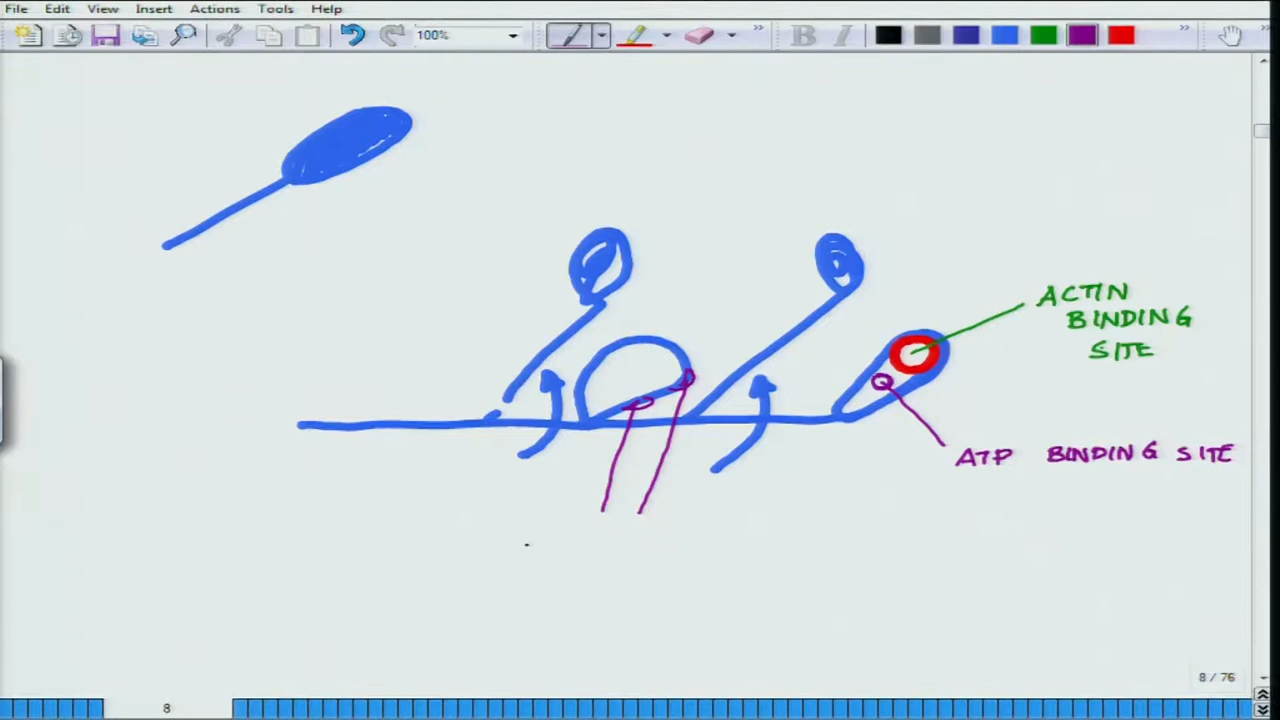 File Edit View Insert Actions Tools Help
100%
B I
ACTIN
BINDING
SITE
ATP BINDING SITE
8 / 76
8